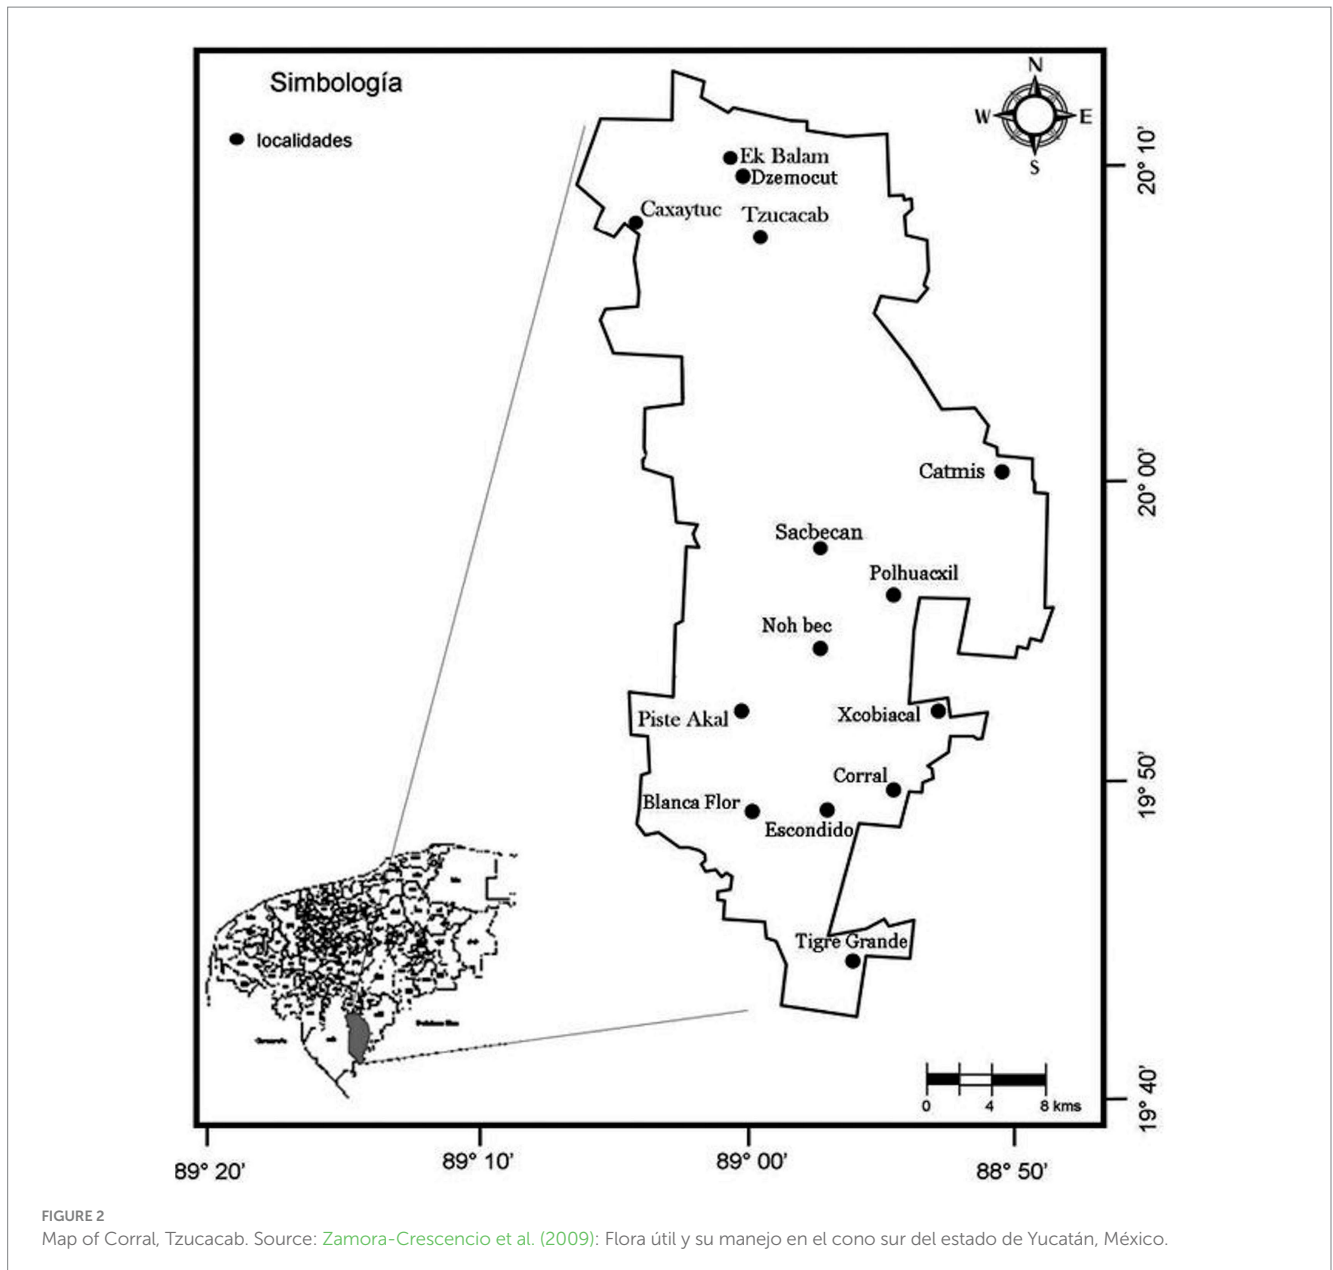 Simbología
localidades
N
W
E
S
Ek Balam
Dzemocut
Caxaytuc
Tzucacab
Catmis
Sacbecan
Polhuacxil
Noh bec
Piste Akal
Xcobiacal
Corral
Blanca Flor
Escondido
Tigre Grande
20° 10'
20° 00'
19° 50'
19° 40'
0 4 8 kms
89° 20'
89° 10'
89° 00'
88° 50'
FIGURE 2
Map of Corral, Tzucacab. Source: Zamora-Crescencio et al. (2009): Flora útil y su manejo en el cono sur del estado de Yucatán, México.